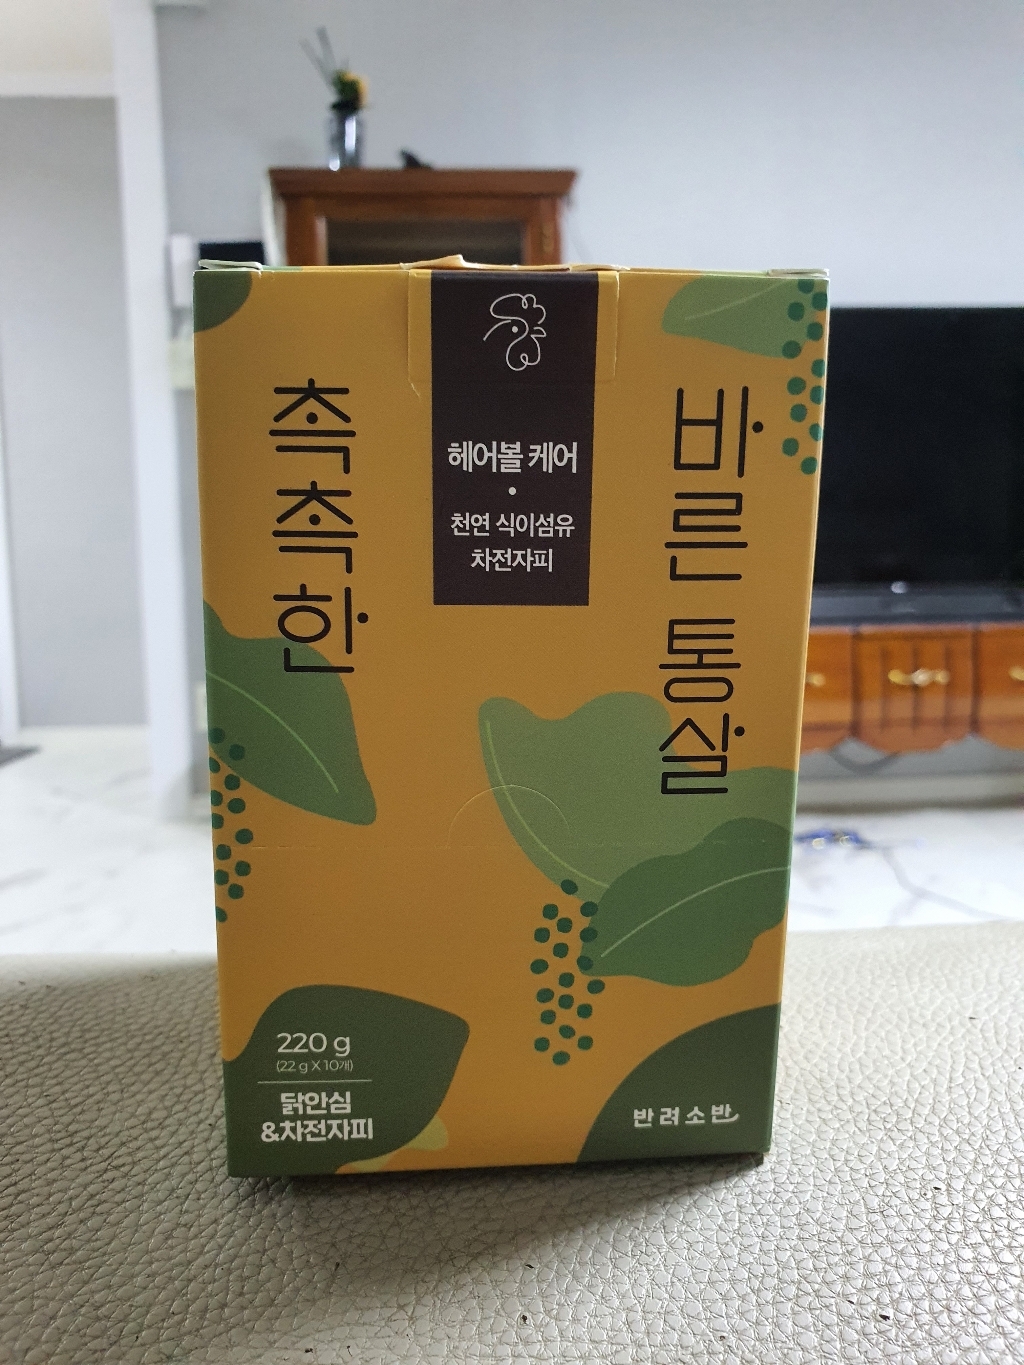 촉촉한
헤어볼 케어
천연 식이섬유
차전자피
바른 통살
220 g
(22 g X 10개)
닭안심
&차전자피
반려소반